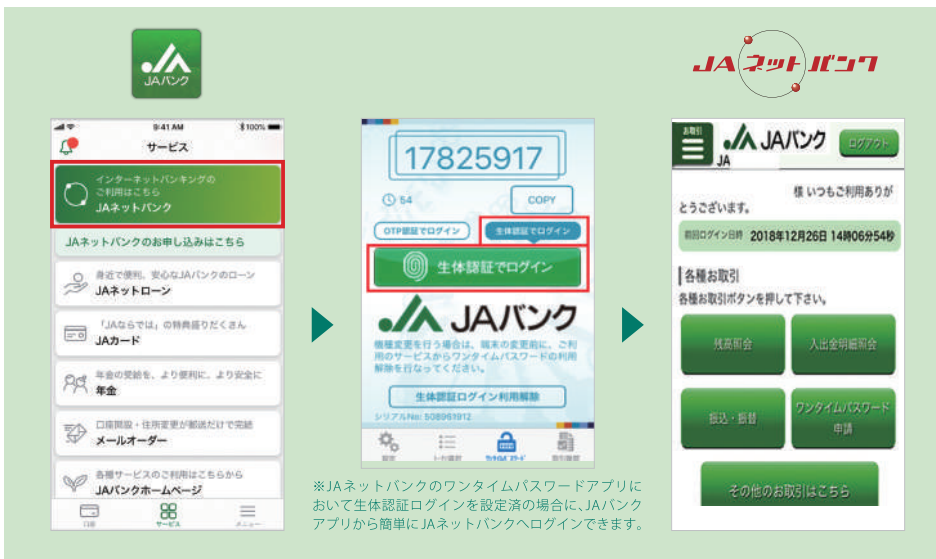 JAバンク
JAネットバンク
9:41 AM
100%
サービス
インターネットバンキングの
ご利用はこちら
JAネットバンク
JAネットバンクのお申し込みはこちら
身近で便利、安心なJAバンクのローン
JAネットローン
「JAならでは」の特典盛りだくさん
JAカード
年金の受給を、より便利に、より安全に
年金
口座開設・住所変更が郵送だけで完結
メールオーダー
各種サービスのご利用はこちらから
JAバンクホームページ
口座
サービス
メニュー
17825917
54
COPY
OTP認証でログイン
生体認証でログイン
生体認証でログイン
JAバンク
機種変更を行う場合は、端末の変更前に、ご利
用のサービスからワンタイムパスワードの利用
解除を行なってください。
生体認証ログイン利用解除
シリアルNo: 508961912
設定
取引履歴
※JAネットバンクのワンタイムパスワードアプリに
おいて生体認証ログインを設定済の場合に、JAバンク
アプリから簡単にJAネットバンクへログインできます。
お取引
JAバンク
JA
ログアウト
様 いつもご利用ありが
とうございます。
前回ログイン日時 2018年12月26日 14時06分54秒
各種お取引
各種お取引ボタンを押して下さい。
残高照会
入出金明細照会
振込・振替
ワンタイムパスワード
申請
その他のお取引はこちら